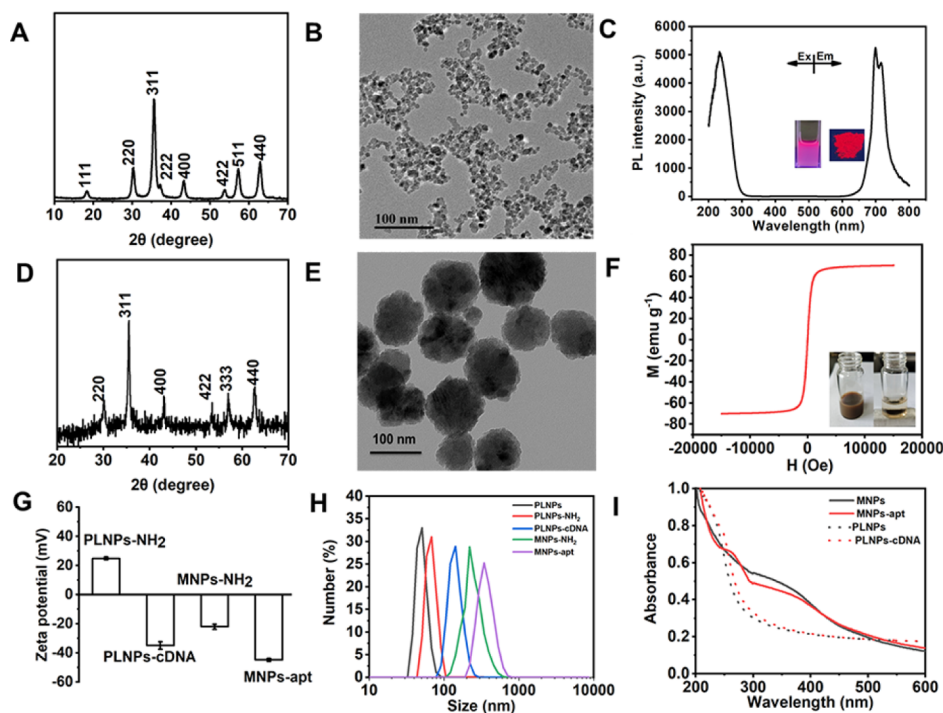 A
111
220
311
222
400
422
511
440
10 20 30 40 50 60 70
2θ (degree)
B
100 nm
C
PL intensity (a.u.)
6000
5000
4000
3000
2000
1000
0
Ex Em
200 300 400 500 600 700 800
Wavelength (nm)
D
220
311
400
422
333
440
20 30 40 50 60 70
2θ (degree)
E
100 nm
F
M (emu g⁻¹)
80
60
40
20
0
-20
-40
-60
-80
-20000 -10000 0 10000 20000
H (Oe)
G
Zeta potential (mV)
60
40
20
0
-20
-40
-60
PLNPs-NH2
MNPs-NH2
PLNPs-cDNA
MNPs-apt
H
Number (%)
35
30
25
20
15
10
5
0
PLNPs
PLNPs-NH₂
PLNPs-cDNA
MNPs-NH₂
MNPs-apt
10 100 1000 10000
Size (nm)
I
Absorbance
1.0
0.8
0.6
0.4
0.2
0.0
MNPs
MNPs-apt
PLNPs
PLNPs-cDNA
200 300 400 500 600
Wavelength (nm)